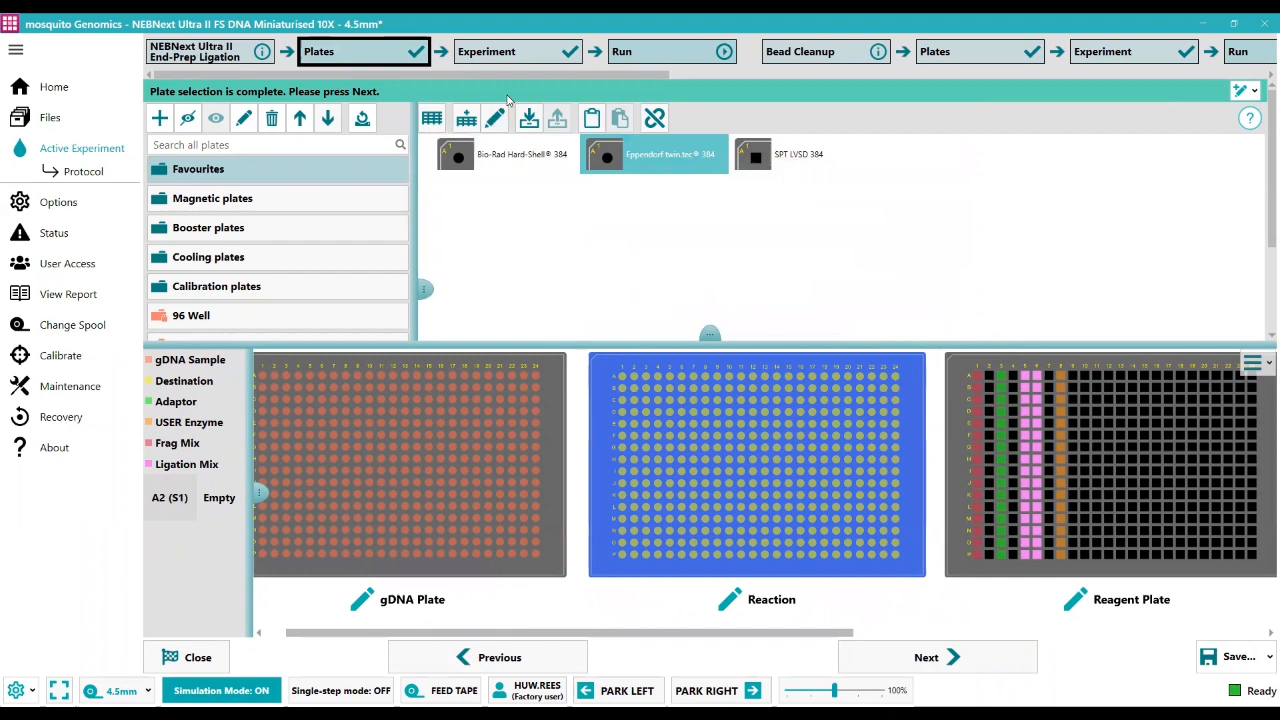 mosquito Genomics - NEBNext Ultra II FS DNA Miniaturised 10X - 4.5mm*
NEBNext Ultra II
End-Prep Ligation
Plates
Experiment
Run
Bead Cleanup
Plates
Experiment
Run
Plate selection is complete. Please press Next.
Home
Files
Active Experiment
Protocol
Options
Status
User Access
View Report
Change Spool
Calibrate
Maintenance
Recovery
About
Search all plates
Favourites
Magnetic plates
Booster plates
Cooling plates
Calibration plates
96 Well
Bio-Rad Hard-Shell® 384
Eppendorf twin.tec® 384
SPT LVSD 384
gDNA Sample
Destination
Adaptor
USER Enzyme
Frag Mix
Ligation Mix
A2 (S1) Empty
gDNA Plate
Reaction
Reagent Plate
Close
Previous
Next
Save...
4.5mm
Simulation Mode: ON
Single-step mode: OFF
FEED TAPE
HUW.REES
(Factory user)
PARK LEFT
PARK RIGHT
100%
Ready